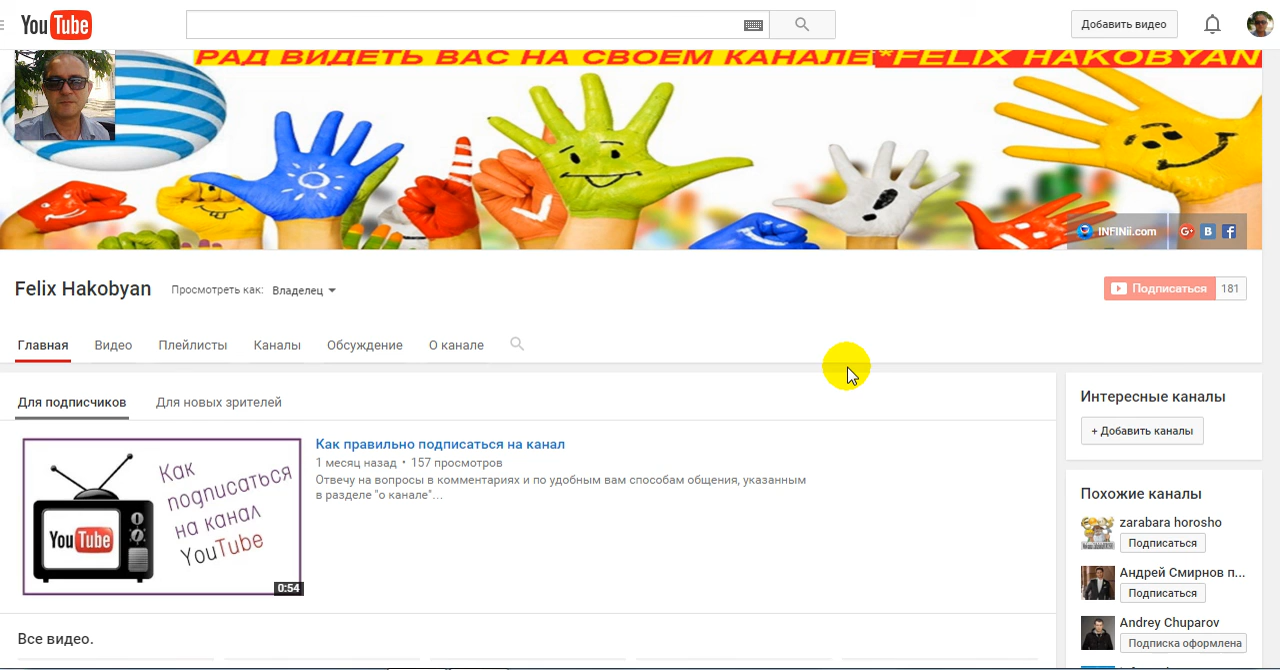 YouTube
Добавить видео
РАД ВИДЕТЬ ВАС НА СВОЕМ КАНАЛЕ **FELIX HAKOBYAN
INFINii.com
G+ B f
Felix Hakobyan
Просмотреть как: Владелец
Подписаться 181
Главная Видео Плейлисты Каналы Обсуждение О канале
Для подписчиков Для новых зрителей
Как
подписаться
на канал
YouTube
YouTube
0:54
Как правильно подписаться на канал
1 месяц назад • 157 просмотров
Отвечу на вопросы в комментариях и по удобным вам способам общения, указанным
в разделе "о канале"...
Все видео.
Интересные каналы
+ Добавить каналы
Похожие каналы
zarabara horosho
Подписаться
Андрей Смирнов п...
Подписаться
Andrey Chuparov
Подписка оформлена